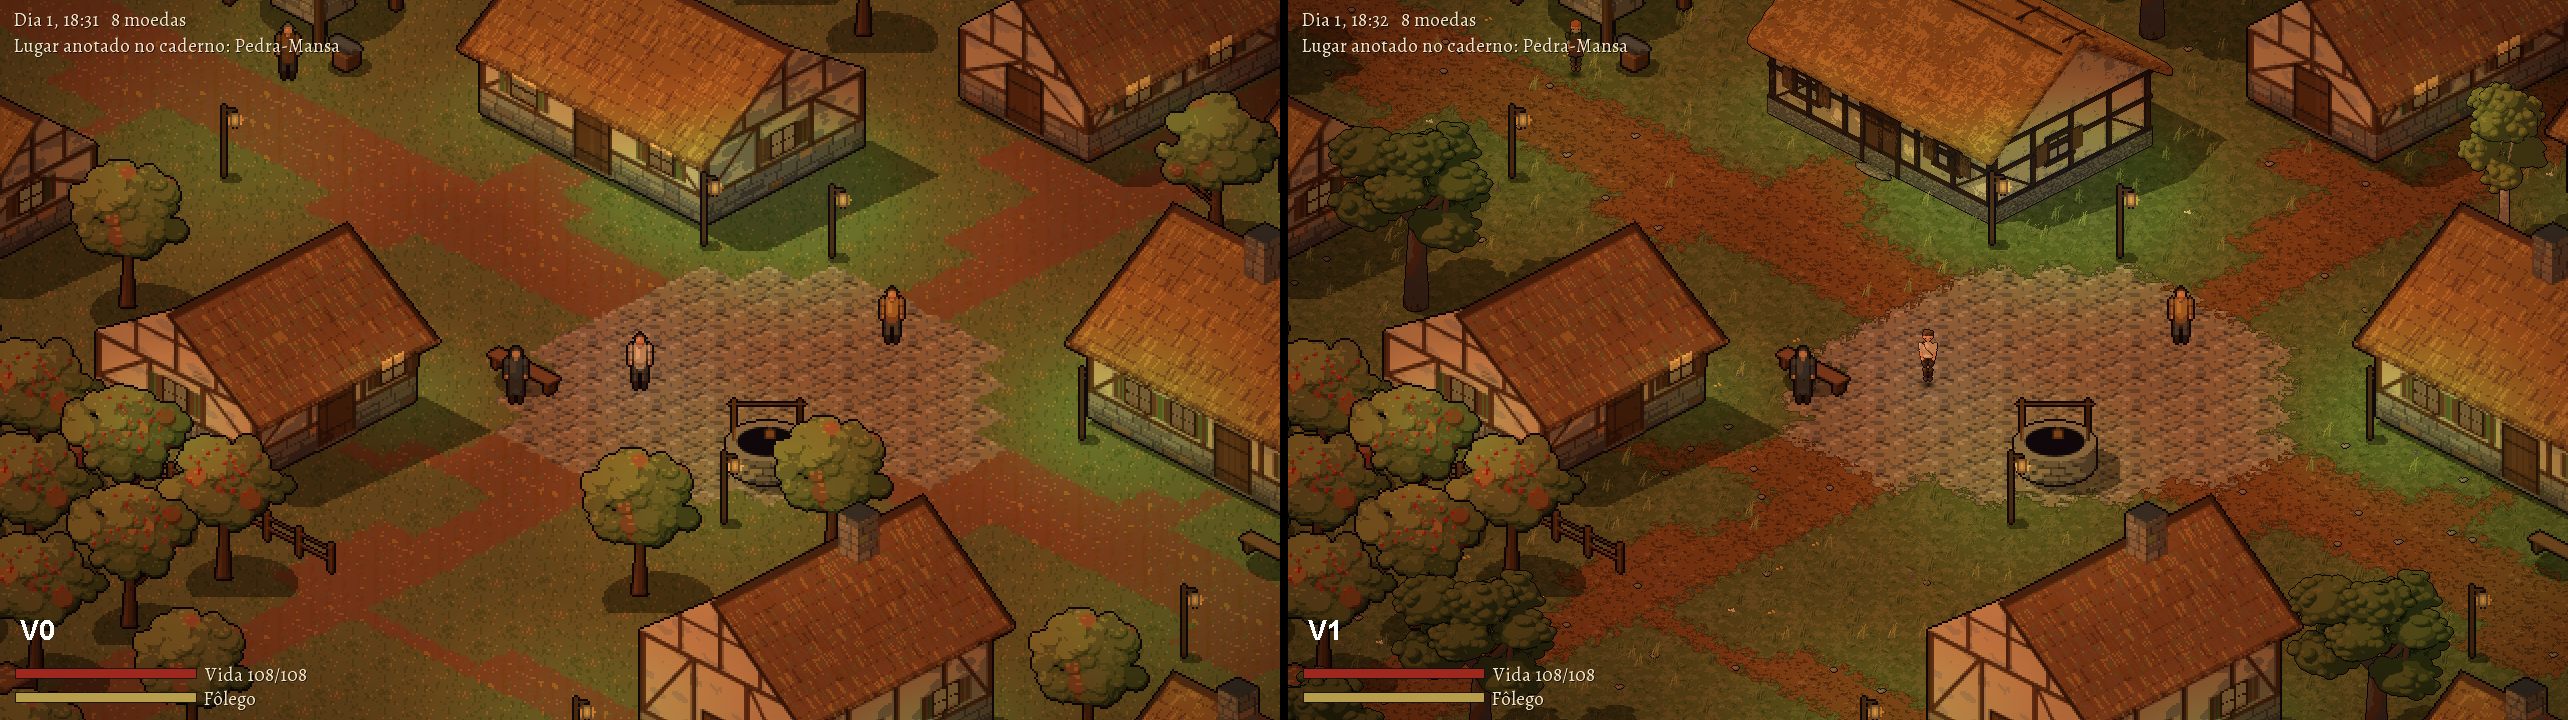 Dia 1, 18:31 8 moedas
Lugar anotado no caderno: Pedra-Mansa
V0
Vida 108/108
Fôlego
Dia 1, 18:32 8 moedas
Lugar anotado no caderno: Pedra-Mansa
V1
Vida 108/108
Fôlego